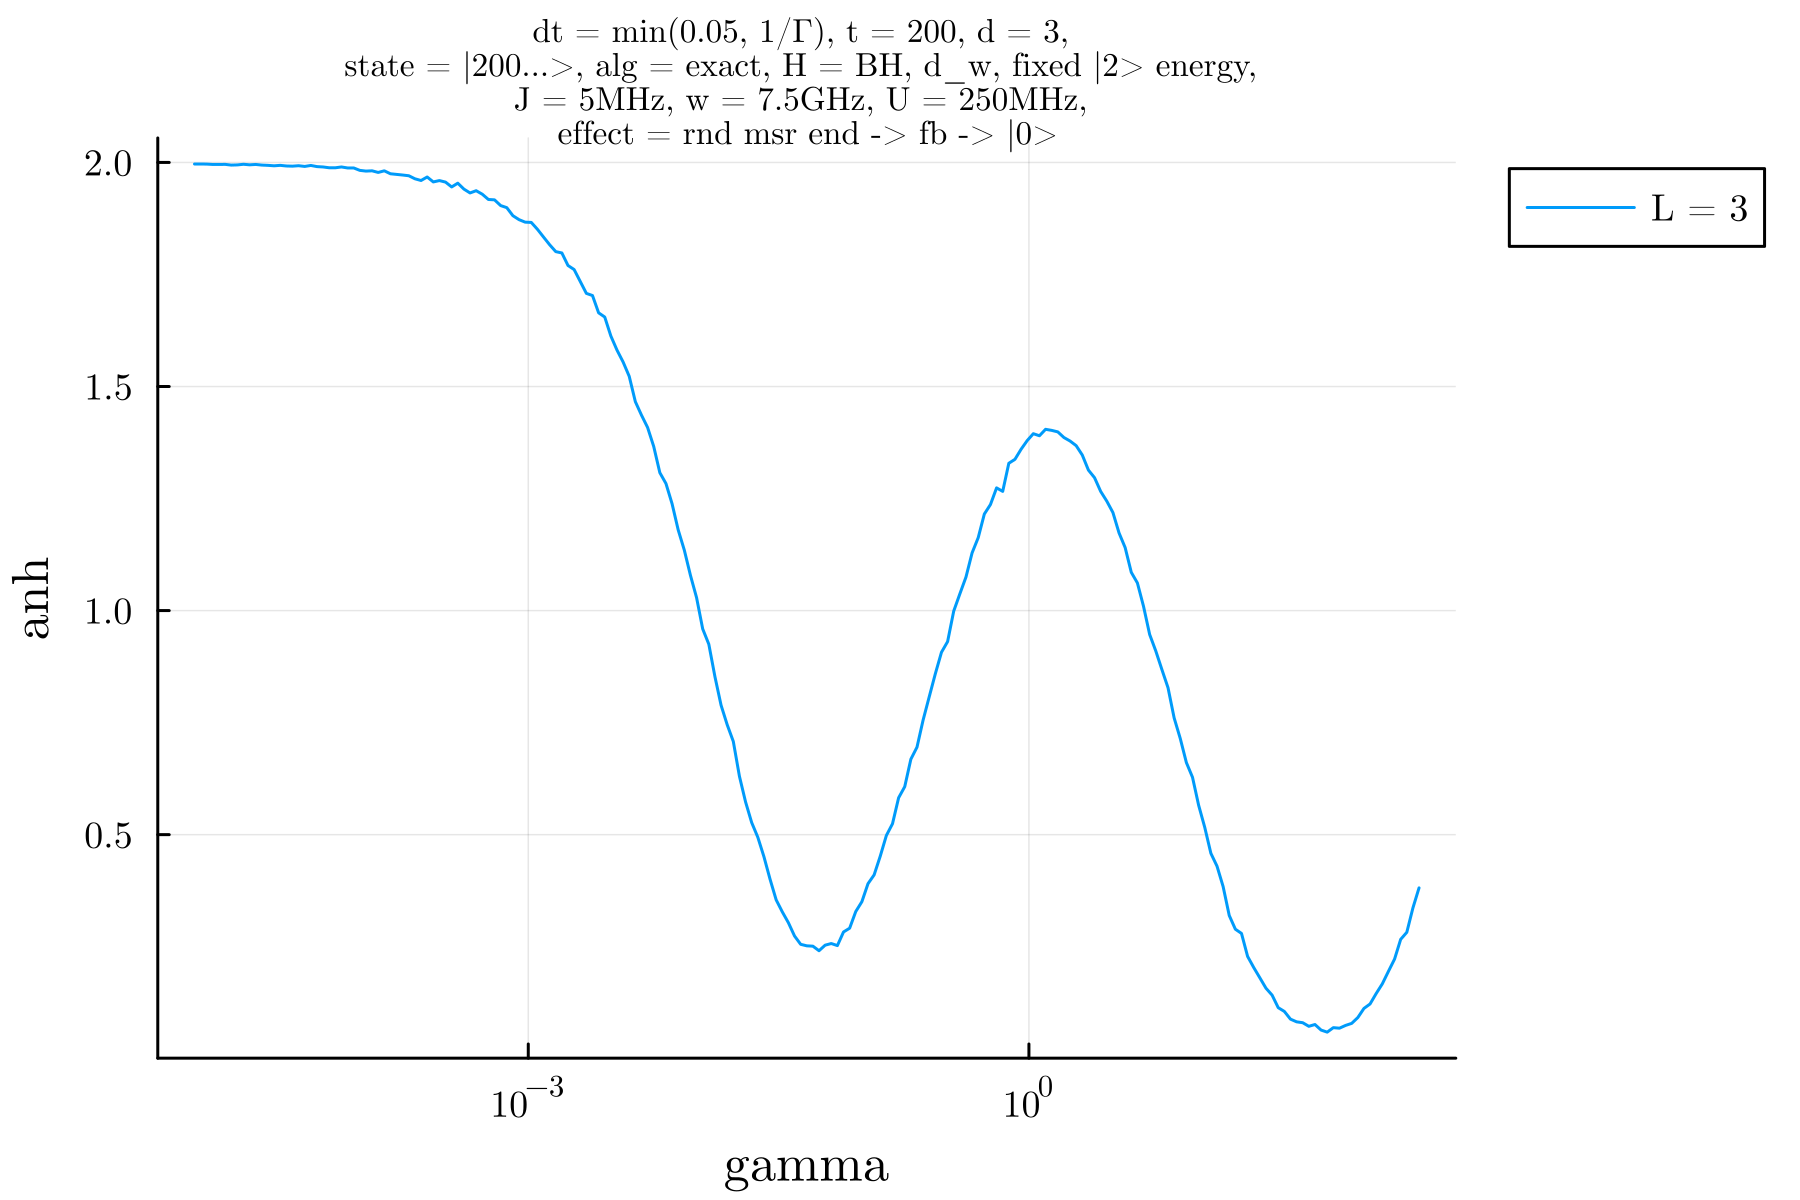 dt = min(0.05, 1/Γ), t = 200, d = 3,
state = |200...>, alg = exact, H = BH, d_w, fixed |2> energy,
J = 5MHz, w = 7.5GHz, U = 250MHz,
effect = rnd msr end -> fb -> |0>
2.0
1.5
1.0
0.5
anh
10⁻³
10⁰
gamma
L = 3